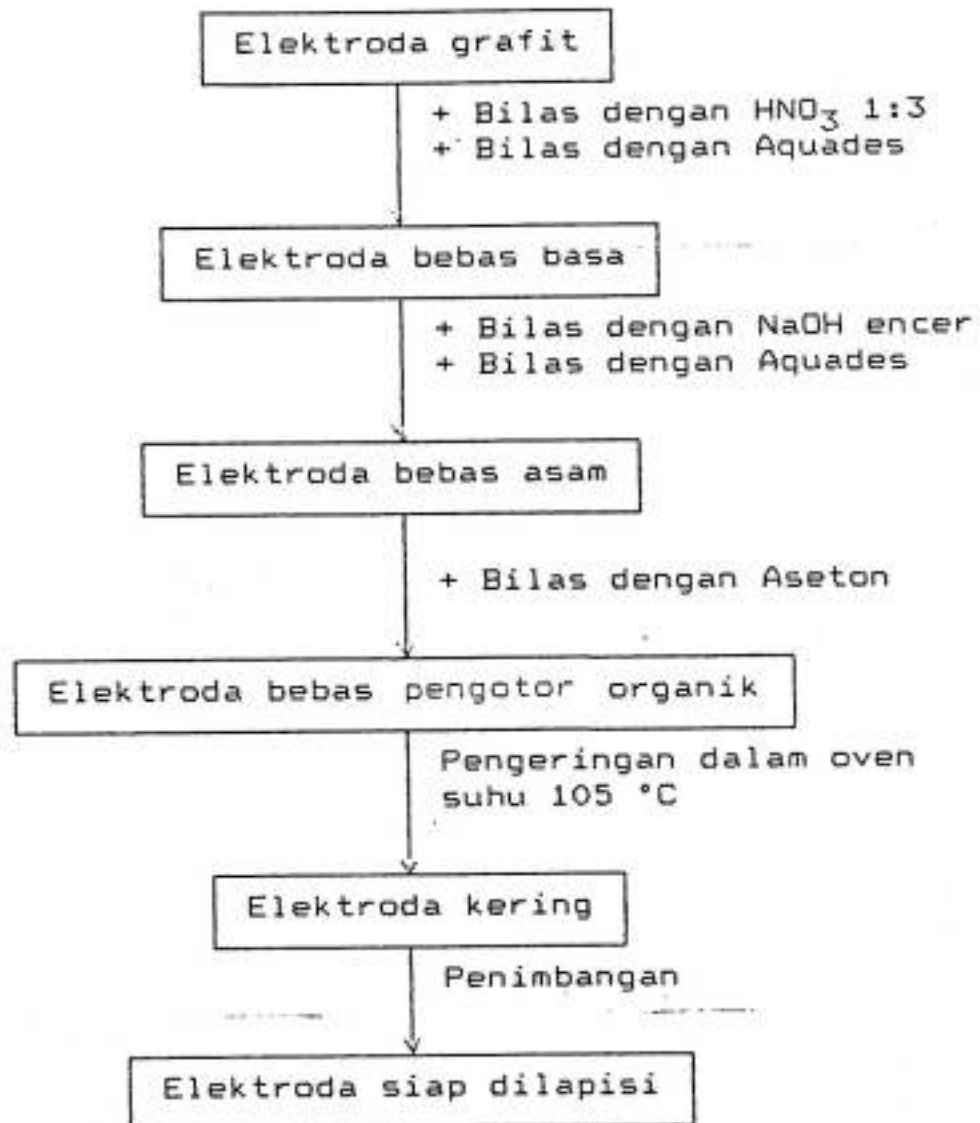 Elektroda grafit
+ Bilas dengan HNO₃ 1:3
+ Bilas dengan Aquades
Elektroda bebas basa
+ Bilas dengan NaOH encer
+ Bilas dengan Aquades
Elektroda bebas asam
+ Bilas dengan Aseton
Elektroda bebas pengotor organik
Pengeringan dalam oven
suhu 105 °C
Elektroda kering
Penimbangan
Elektroda siap dilapisi